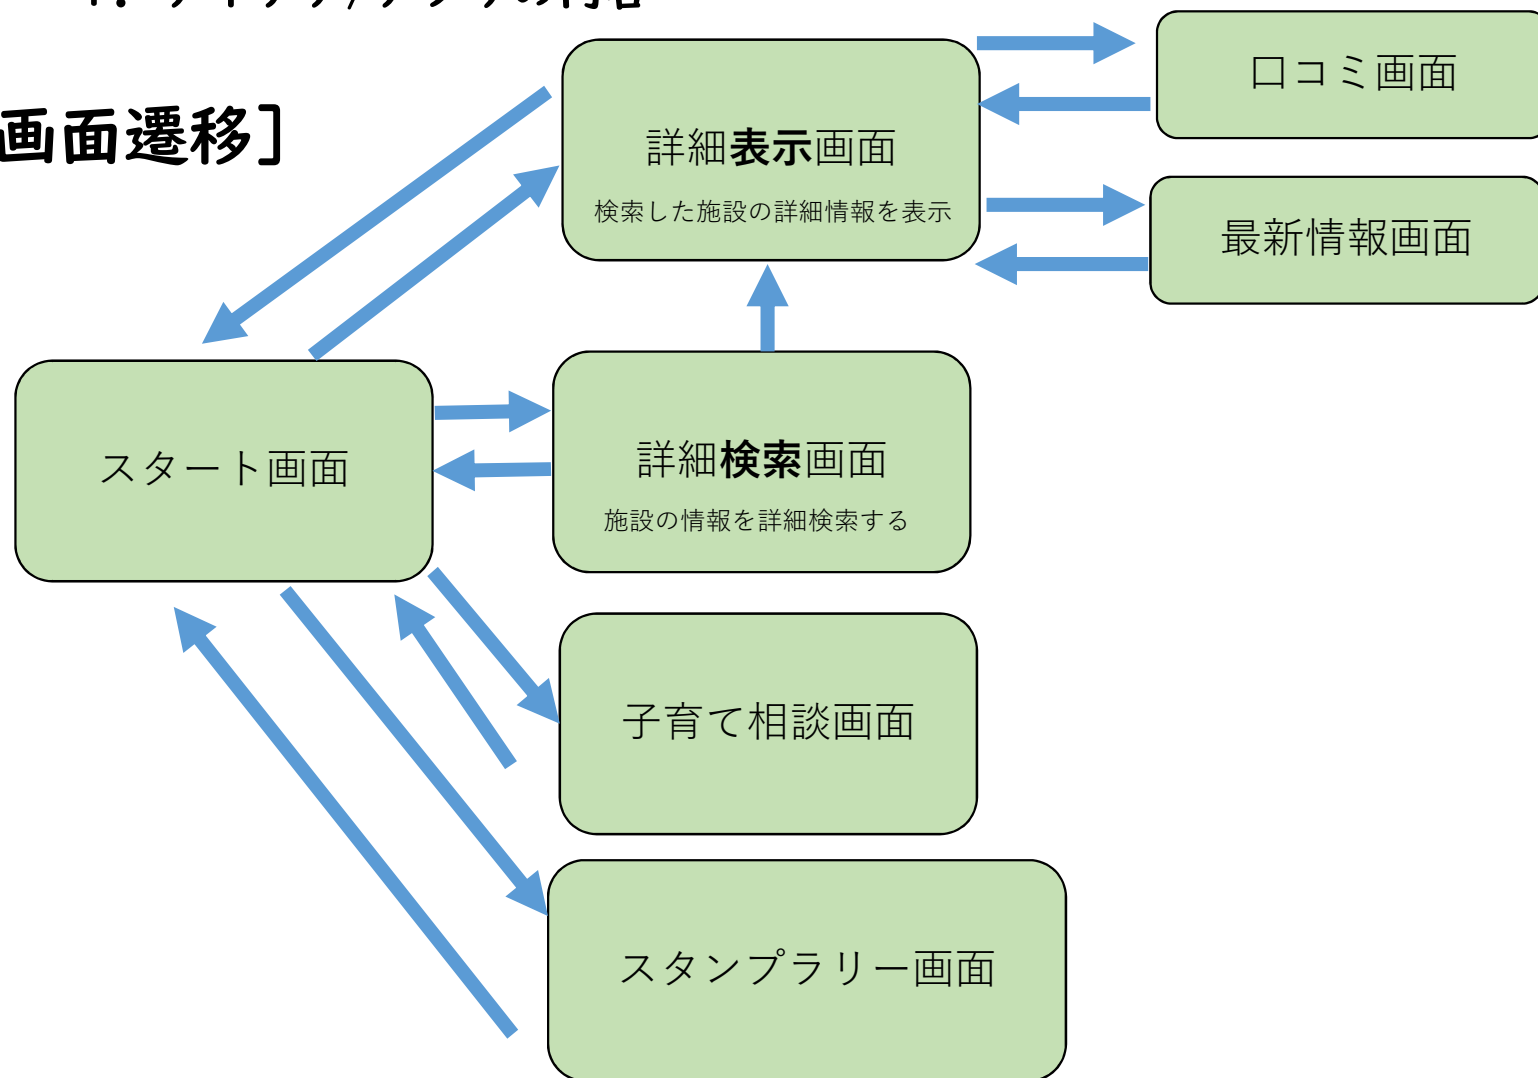 画面遷移]
詳細表示画面
検索した施設の詳細情報を表示
口コミ画面
最新情報画面
スタート画面
詳細検索画面
施設の情報を詳細検索する
子育て相談画面
スタンプラリー画面